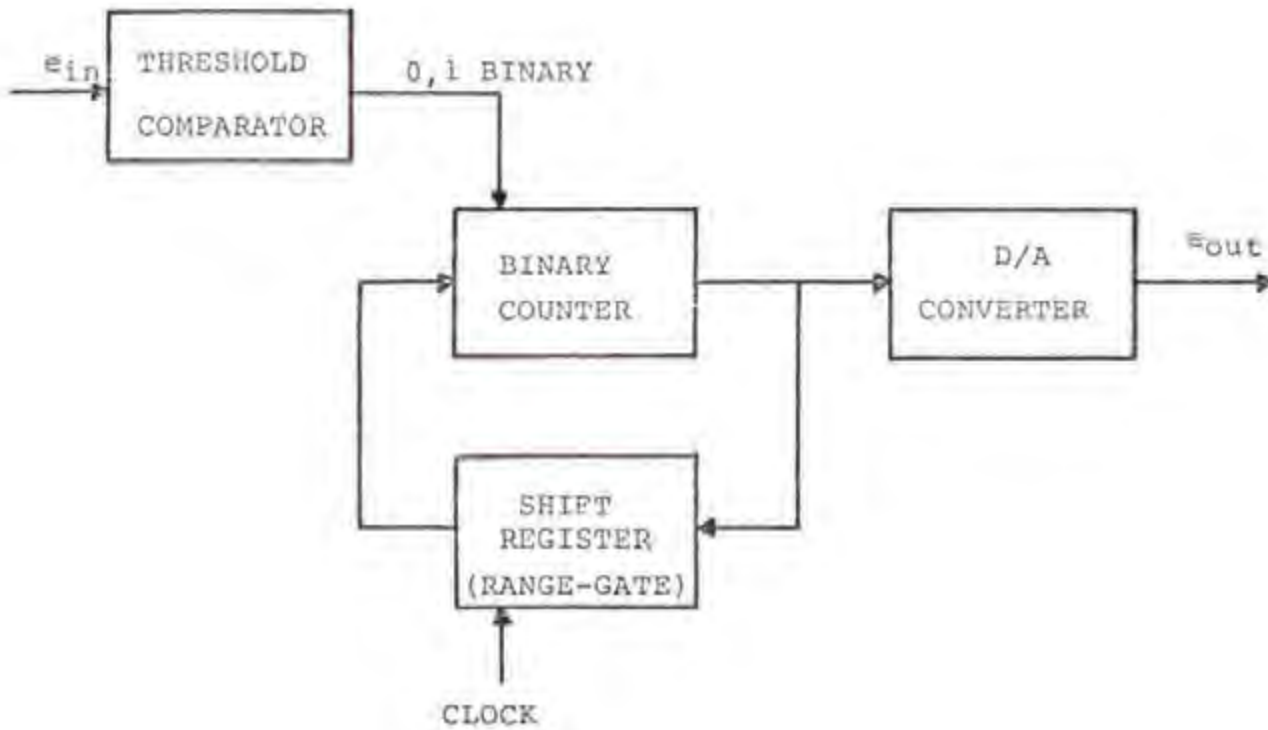 e_in
THRESHOLD
COMPARATOR
0,1 BINARY
BINARY
COUNTER
D/A
CONVERTER
e_out
SHIFT
REGISTER
(RANGE-GATE)
CLOCK